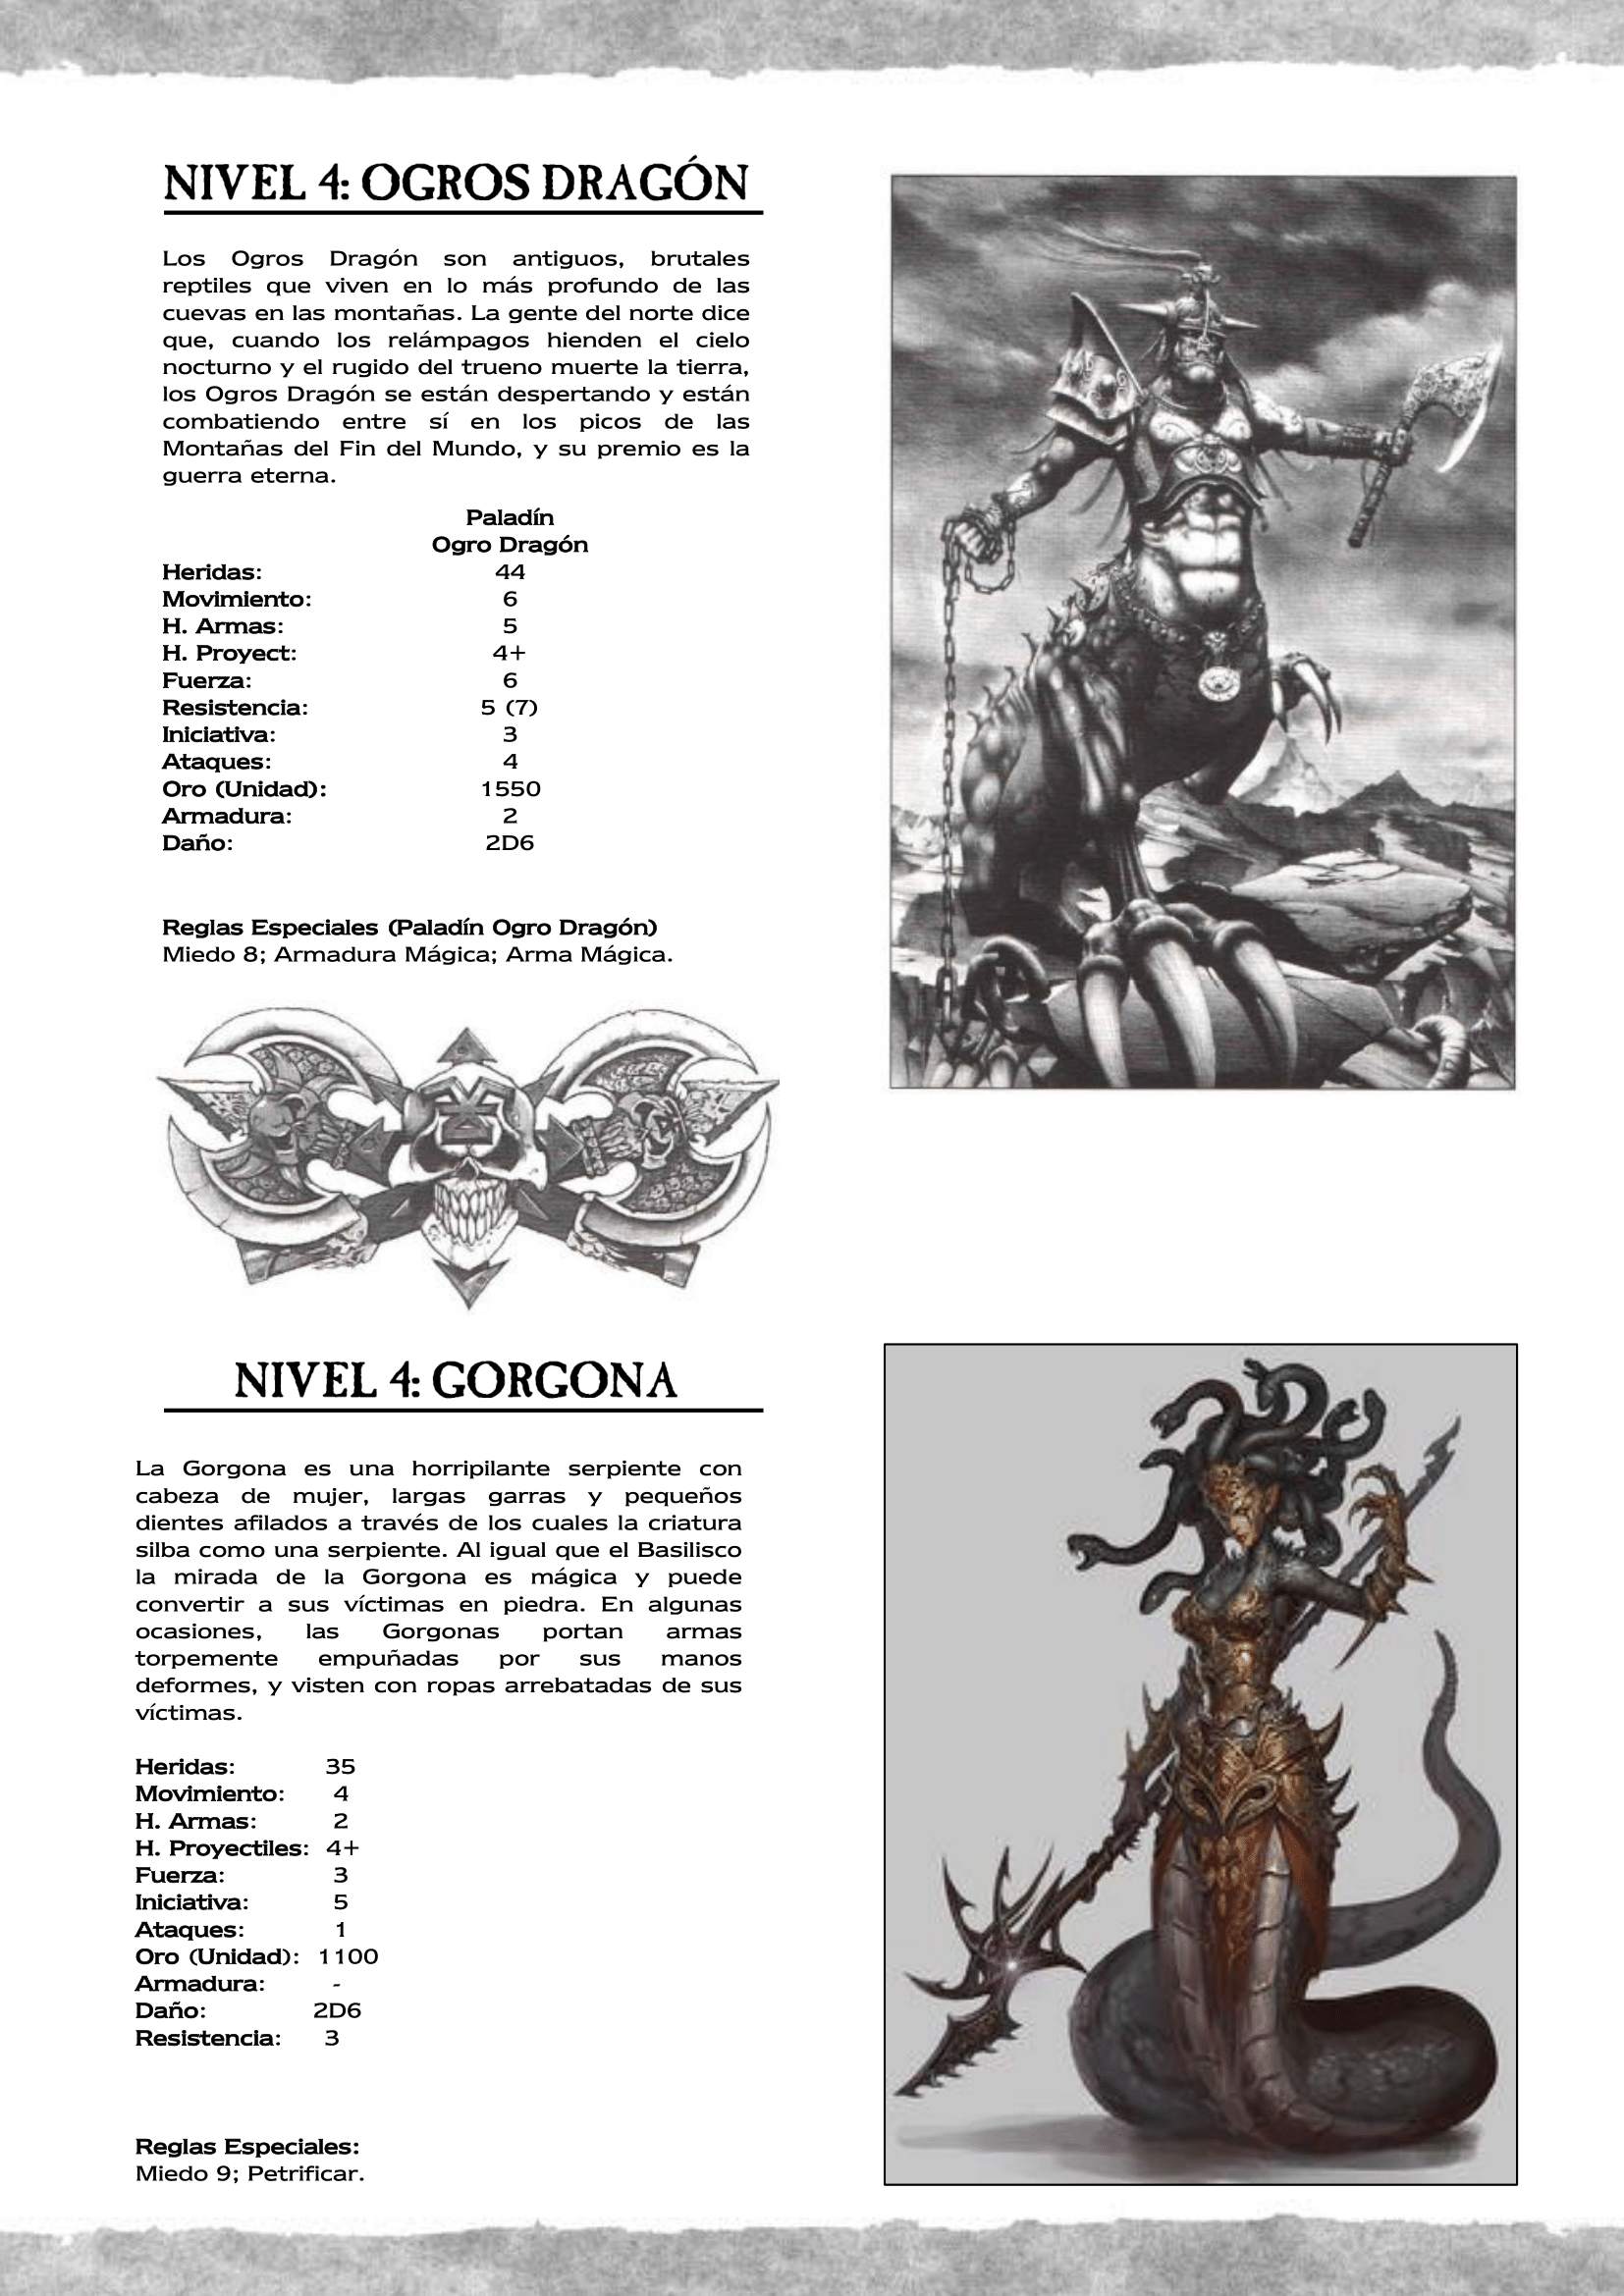 NIVEL 4: OGROS DRAGÓN
Los Ogros Dragón son antiguos, brutales
reptiles que viven en lo más profundo de las
cuevas en las montañas. La gente del norte dice
que, cuando los relámpagos hienden el cielo
nocturno y el rugido del trueno muerte la tierra,
los Ogros Dragón se están despertando y están
combatiendo entre sí en los picos de las
Montañas del Fin del Mundo, y su premio es la
guerra eterna.
Paladín
Ogro Dragón
Heridas: 44
Movimiento: 6
H. Armas: 5
H. Proyect: 4+
Fuerza: 6
Resistencia: 5 (7)
Iniciativa: 3
Ataques: 4
Oro (Unidad): 1550
Armadura: 2
Daño: 2D6
Reglas Especiales (Paladín Ogro Dragón)
Miedo 8; Armadura Mágica; Arma Mágica.
NIVEL 4: GORGONA
La Gorgona es una horripilante serpiente con
cabeza de mujer, largas garras y pequeños
dientes afilados a través de los cuales la criatura
silba como una serpiente. Al igual que el Basilisco
la mirada de la Gorgona es mágica y puede
convertir a sus víctimas en piedra. En algunas
ocasiones, las Gorgonas portan armas
torpemente empuñadas por sus manos
deformes, y visten con ropas arrebatadas de sus
víctimas.
Heridas: 35
Movimiento: 4
H. Armas: 2
H. Proyectiles: 4+
Fuerza: 3
Iniciativa: 5
Ataques: 1
Oro (Unidad): 1100
Armadura: -
Daño: 2D6
Resistencia: 3
Reglas Especiales:
Miedo 9; Petrificar.